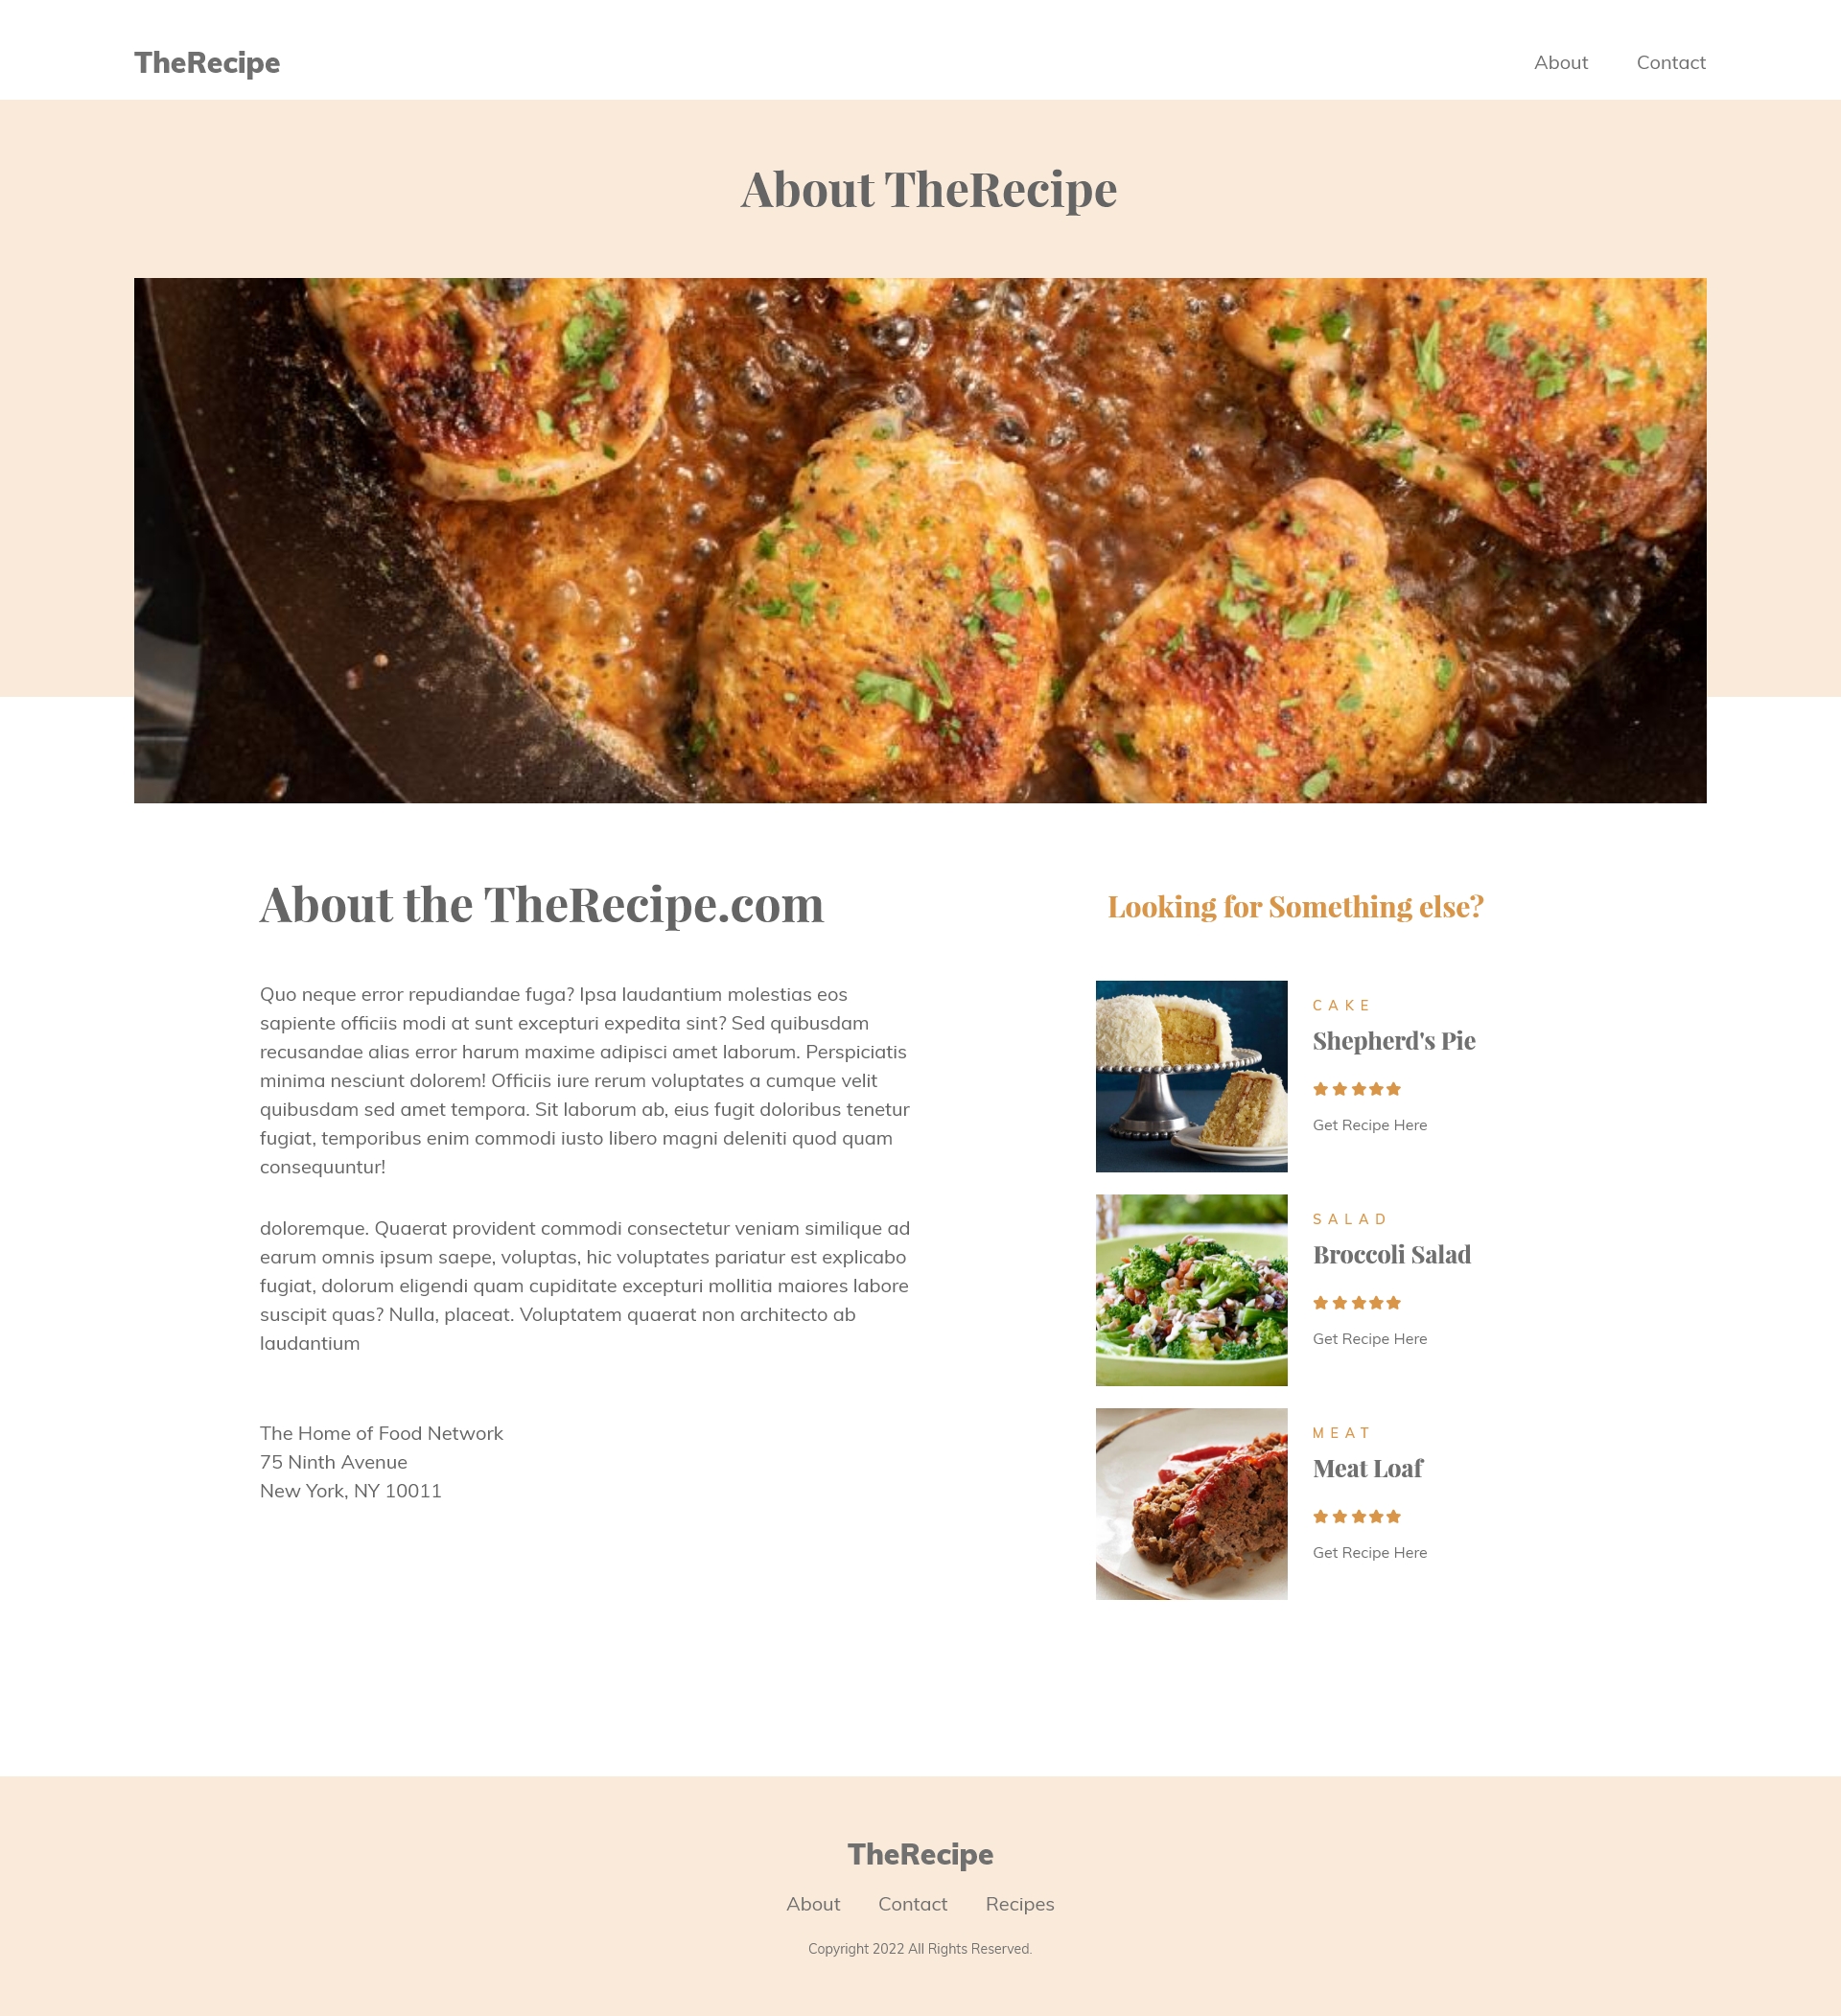 TheRecipe
About Contact
About TheRecipe
About the TheRecipe.com
Quo neque error repudiandae fuga? Ipsa laudantium molestias eos
sapiente officiis modi at sunt excepturi expedita sint? Sed quibusdam
recusandae alias error harum maxime adipisci amet laborum. Perspiciatis
minima nesciunt dolorem! Officiis iure rerum voluptates a cumque velit
quibusdam sed amet tempora. Sit laborum ab, eius fugit doloribus tenetur
fugiat, temporibus enim commodi iusto libero magni deleniti quod quam
consequuntur!
doloremque. Quaerat provident commodi consectetur veniam similique ad
earum omnis ipsum saepe, voluptas, hic voluptates pariatur est explicabo
fugiat, dolorum eligendi quam cupiditate excepturi mollitia maiores labore
suscipit quas? Nulla, placeat. Voluptatem quaerat non architecto ab
laudantium
The Home of Food Network
75 Ninth Avenue
New York, NY 10011
Looking for Something else?
CAKE
Shepherd's Pie
Get Recipe Here
SALAD
Broccoli Salad
Get Recipe Here
MEAT
Meat Loaf
Get Recipe Here
TheRecipe
About Contact Recipes
Copyright 2022 All Rights Reserved.